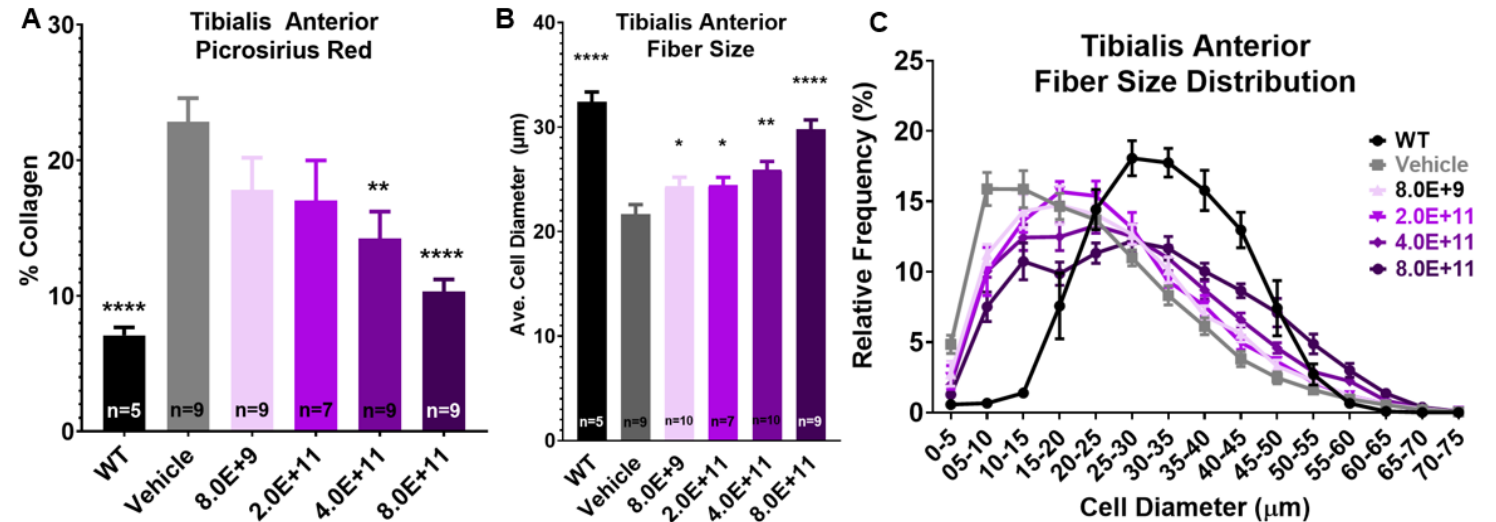 A
Tibialis Anterior
Picrosirius Red
% Collagen
30
20
10
0
****
**
****
n=5
n=9
n=9
n=7
n=9
n=9
WT
Vehicle
8.0E+9
2.0E+11
4.0E+11
8.0E+11
B
Tibialis Anterior
Fiber Size
Ave. Cell Diameter (μm)
40
30
20
10
0
****
*
*
**
****
n=5
n=9
n=10
n=7
n=10
n=9
WT
Vehicle
8.0E+9
2.0E+11
4.0E+11
8.0E+11
C
Tibialis Anterior
Fiber Size Distribution
Relative Frequency (%)
25
20
15
10
5
0
WT
Vehicle
8.0E+9
2.0E+11
4.0E+11
8.0E+11
0-5
05-10
10-15
15-20
20-25
25-30
30-35
35-40
40-45
45-50
50-55
55-60
60-65
65-70
70-75
Cell Diameter (μm)